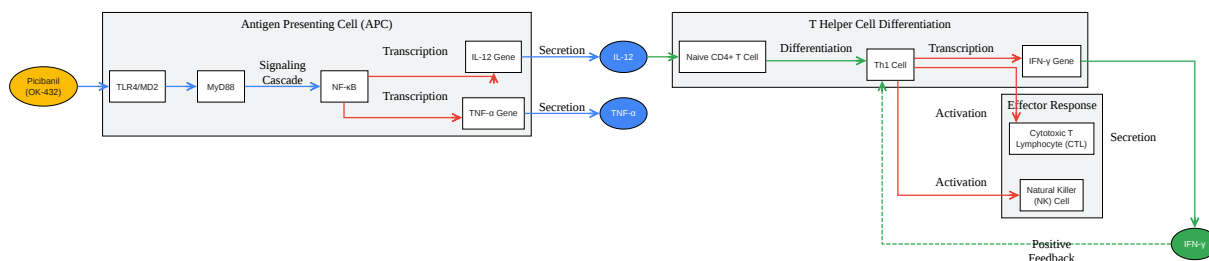 Antigen Presenting Cell (APC)
T Helper Cell Differentiation
Picibanil
(OK-432)
TLR4/MD2
MyD88
Signaling
Cascade
NF-κB
Transcription
Transcription
IL-12 Gene
TNF-α Gene
Secretion
Secretion
IL-12
TNF-α
Naive CD4+ T Cell
Differentiation
Th1 Cell
Transcription
IFN-γ Gene
Effector Response
Activation
Cytotoxic T
Lymphocyte (CTL)
Secretion
Activation
Natural Killer
(NK) Cell
Positive
Feedback
IFN-γ